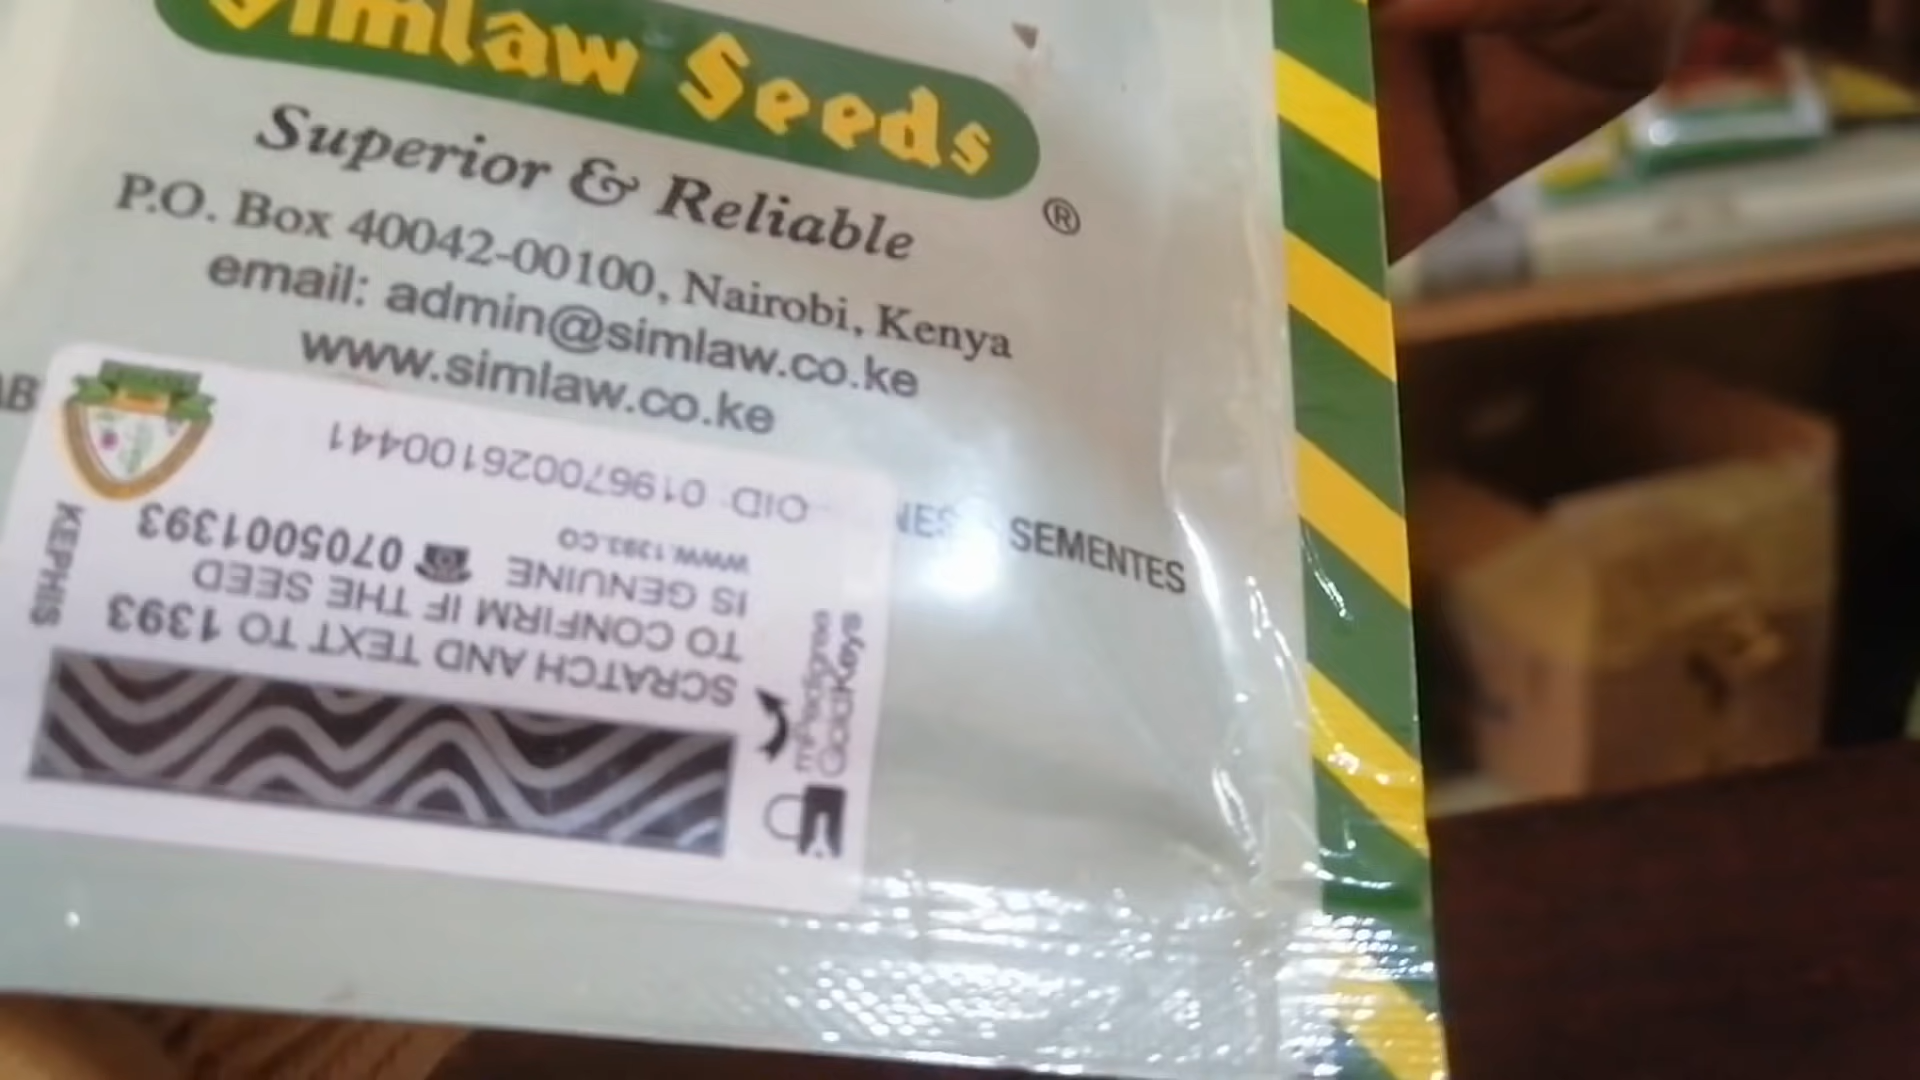 Simlaw Seeds
®
Superior & Reliable
P.O. Box 40042-00100, Nairobi, Kenya
email: admin@simlaw.co.ke
www.simlaw.co.ke
SEMENTES
SCRATCH AND TEXT TO 1393
TO CONFIRM IF THE SEED
IS GENUINE 0705001393
www.1393.co
OID 019670026100441
KEPHIS
mPedigree
GoldKeys